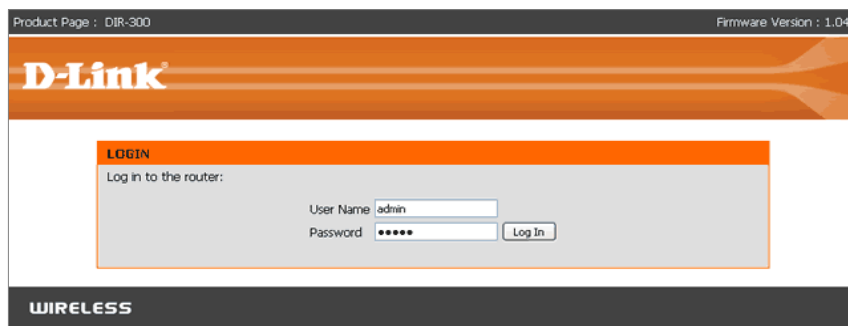 Product Page : DIR-300 Firmware Version : 1.04
D-Link
LOGIN
Log in to the router:
User Name admin
Password ••••• Log In
WIRELESS